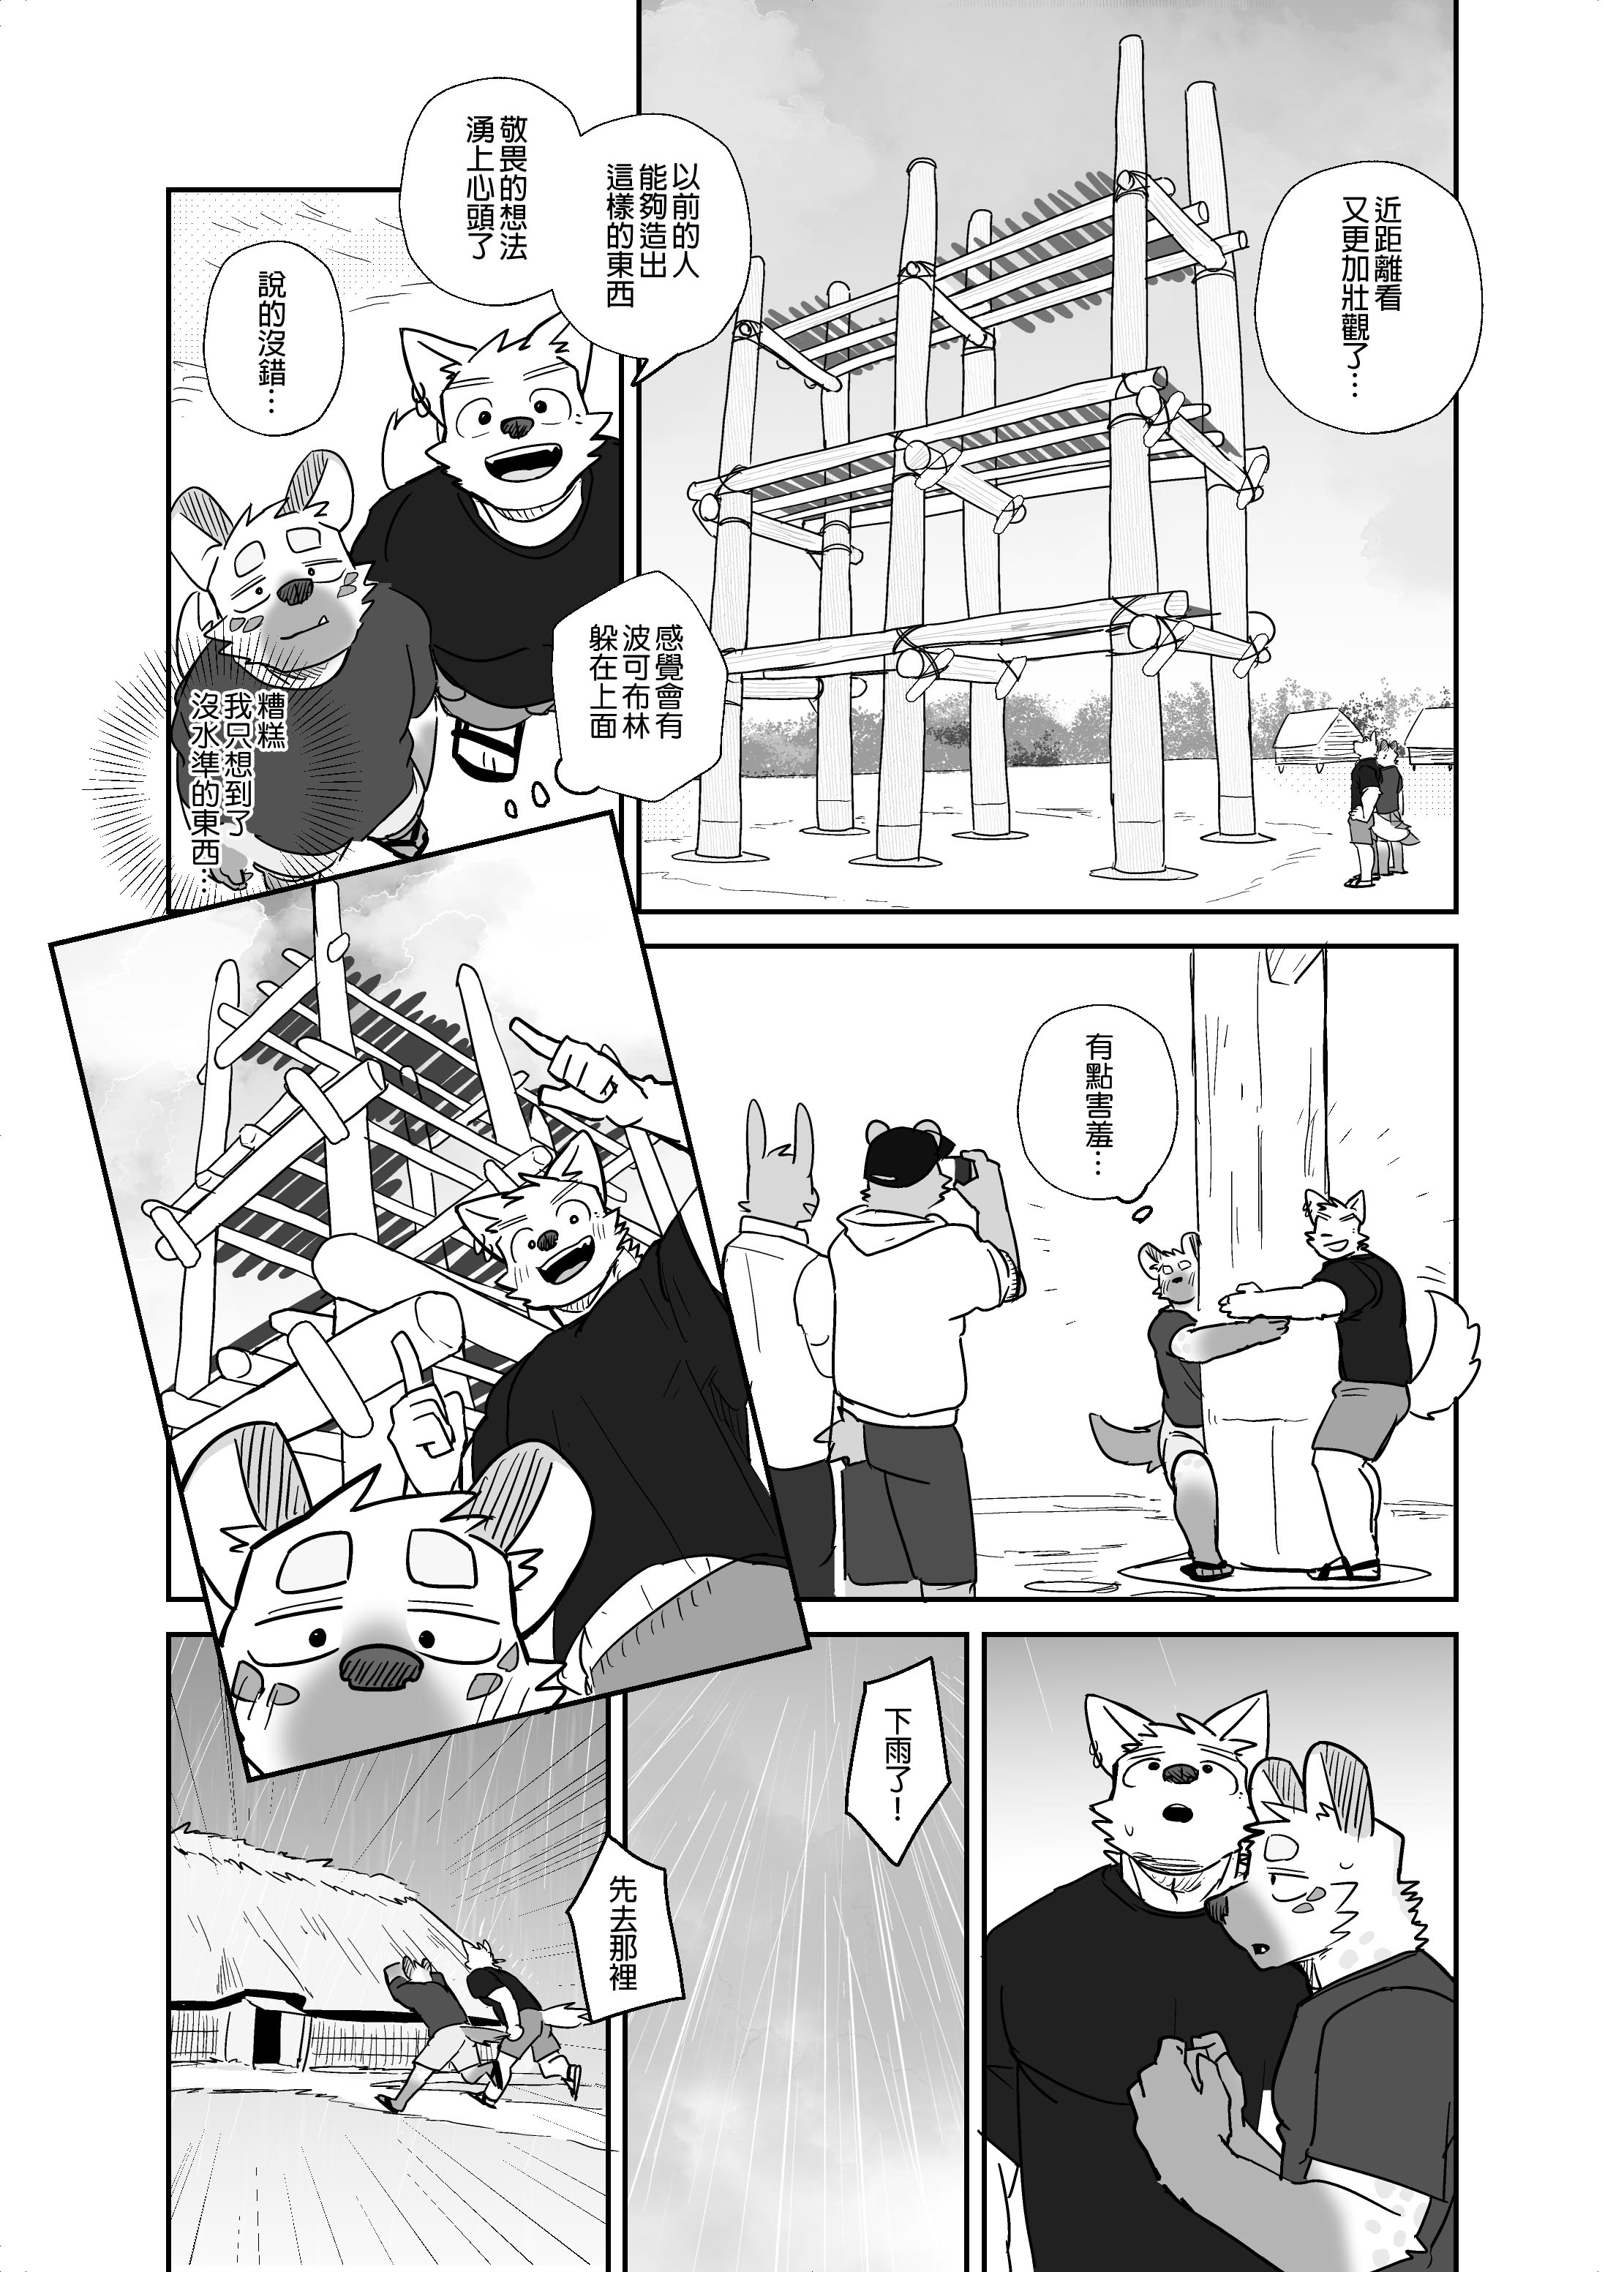 近距離看
又更加壯觀了…
以前的人
能夠造出
這樣的東西
敬畏的想法
湧上心頭了
說的沒錯…
感覺會有
波可布林
躲在上面
糟糕
我只想到了
沒水準的東西…
有點害羞…
下雨了!
先去那裡